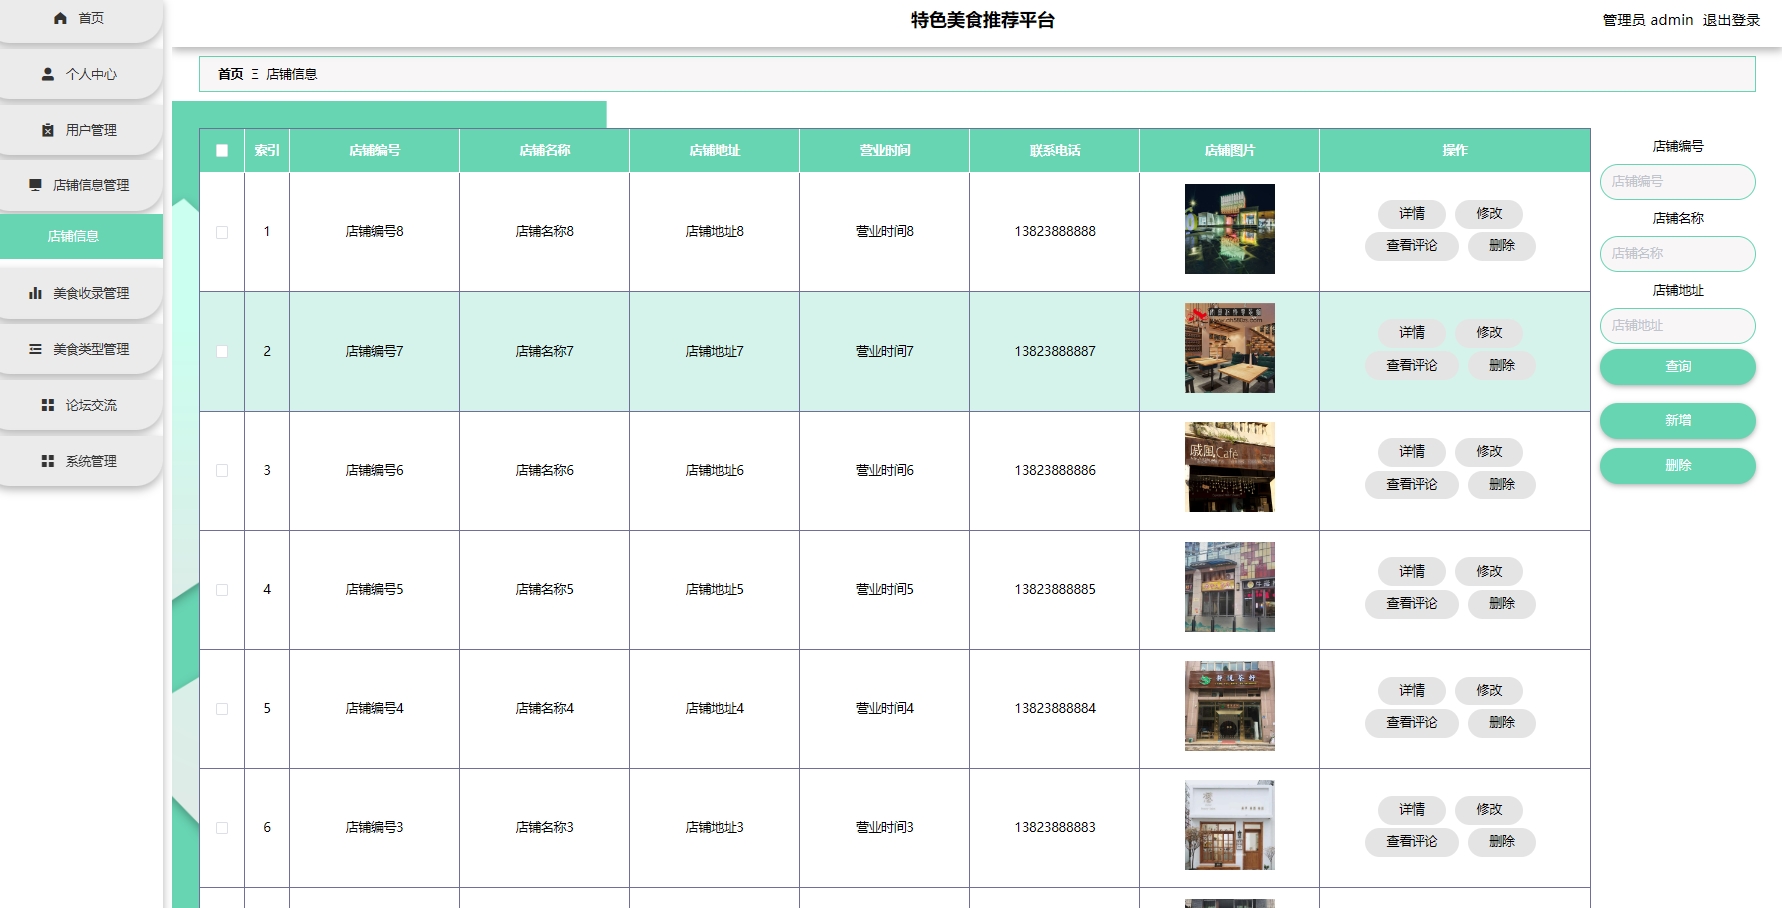 特色美食推荐平台
管理员 admin 退出登录
首页
个人中心
用户管理
店铺信息管理
店铺信息
美食收录管理
美食类型管理
论坛交流
系统管理
首页 Ξ 店铺信息
索引 店铺编号 店铺名称 店铺地址 营业时间 联系电话 店铺图片 操作
1 店铺编号8 店铺名称8 店铺地址8 营业时间8 13823888888 详情 修改
查看评论 删除
2 店铺编号7 店铺名称7 店铺地址7 营业时间7 13823888887 详情 修改
查看评论 删除
3 店铺编号6 店铺名称6 店铺地址6 营业时间6 13823888886 戚風Café 详情 修改
查看评论 删除
4 店铺编号5 店铺名称5 店铺地址5 营业时间5 13823888885 详情 修改
查看评论 删除
5 店铺编号4 店铺名称4 店铺地址4 营业时间4 13823888884 详情 修改
查看评论 删除
6 店铺编号3 店铺名称3 店铺地址3 营业时间3 13823888883 详情 修改
查看评论 删除
店铺编号
店铺编号
店铺名称
店铺名称
店铺地址
店铺地址
查询
新增
删除